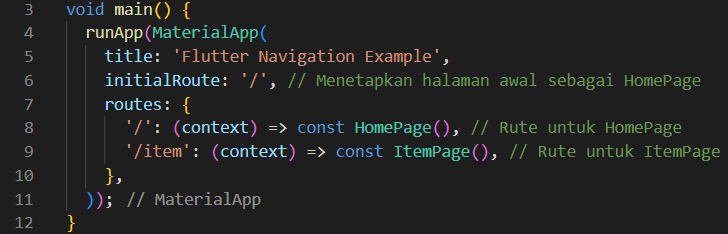 3 void main() {
4 runApp(MaterialApp(
5 title: 'Flutter Navigation Example',
6 initialRoute: '/', // Menetapkan halaman awal sebagai HomePage
7 routes: {
8 '/': (context) => const HomePage(), // Rute untuk HomePage
9 '/item': (context) => const ItemPage(), // Rute untuk ItemPage
10 },
11 )); // MaterialApp
12 }